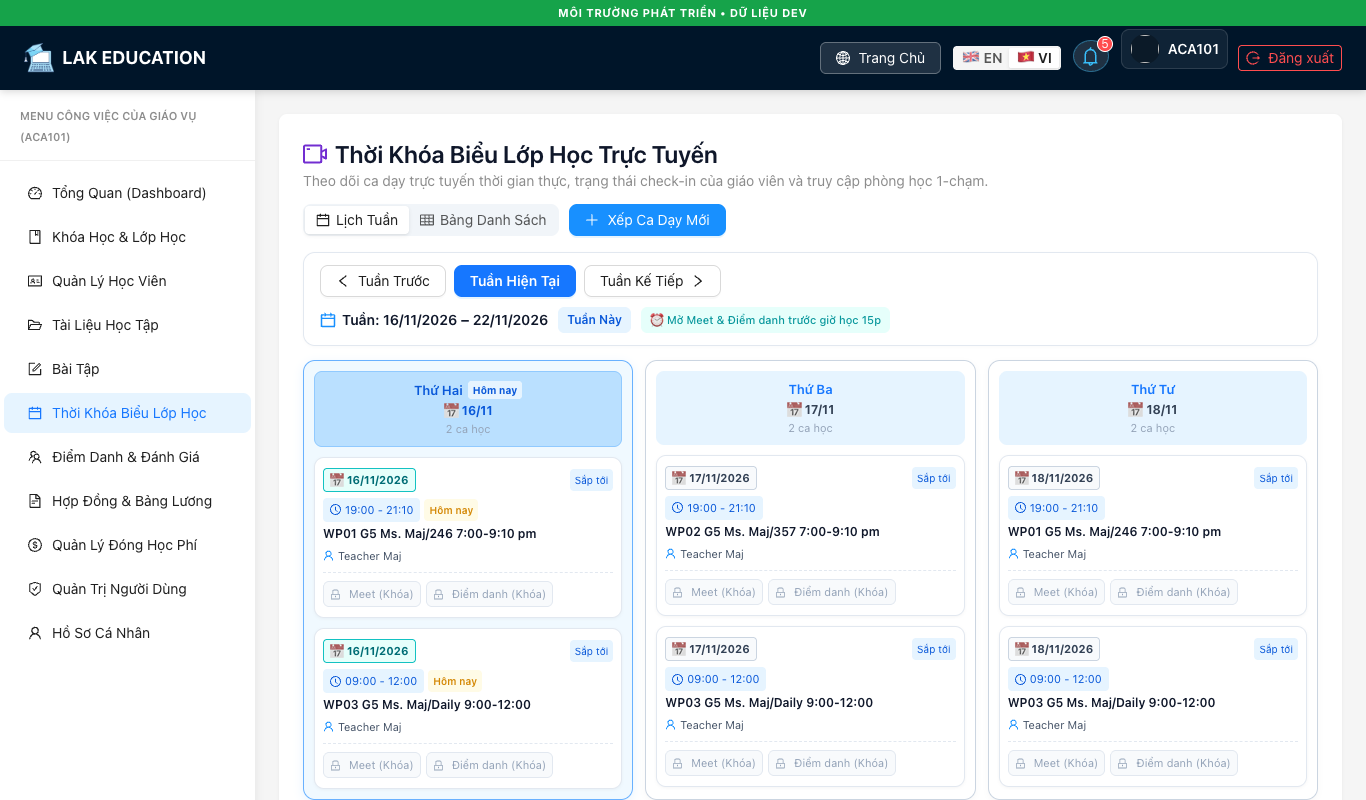 MÔI TRƯỜNG PHÁT TRIỂN • DỮ LIỆU DEV
LAK EDUCATION
Trang Chủ
EN
VI
5
ACA101
Đăng xuất
MENU CÔNG VIỆC CỦA GIÁO VỤ
(ACA101)
Tổng Quan (Dashboard)
Khóa Học & Lớp Học
Quản Lý Học Viên
Tài Liệu Học Tập
Bài Tập
Thời Khóa Biểu Lớp Học
Điểm Danh & Đánh Giá
Hợp Đồng & Bảng Lương
Quản Lý Đóng Học Phí
Quản Trị Người Dùng
Hồ Sơ Cá Nhân
Thời Khóa Biểu Lớp Học Trực Tuyến
Theo dõi ca dạy trực tuyến thời gian thực, trạng thái check-in của giáo viên và truy cập phòng học 1-chạm.
Lịch Tuần
Bảng Danh Sách
Xếp Ca Dạy Mới
Tuần Trước
Tuần Hiện Tại
Tuần Kế Tiếp
Tuần: 16/11/2026 – 22/11/2026
Tuần Này
Mở Meet & Điểm danh trước giờ học 15p
Thứ Hai Hôm nay
16/11
2 ca học
16/11/2026
Sắp tới
19:00 - 21:10
Hôm nay
WP01 G5 Ms. Maj/246 7:00-9:10 pm
Teacher Maj
Meet (Khóa)
Điểm danh (Khóa)
16/11/2026
Sắp tới
09:00 - 12:00
Hôm nay
WP03 G5 Ms. Maj/Daily 9:00-12:00
Teacher Maj
Meet (Khóa)
Điểm danh (Khóa)
Thứ Ba
17/11
2 ca học
17/11/2026
Sắp tới
19:00 - 21:10
WP02 G5 Ms. Maj/357 7:00-9:10 pm
Teacher Maj
Meet (Khóa)
Điểm danh (Khóa)
17/11/2026
Sắp tới
09:00 - 12:00
WP03 G5 Ms. Maj/Daily 9:00-12:00
Teacher Maj
Meet (Khóa)
Điểm danh (Khóa)
Thứ Tư
18/11
2 ca học
18/11/2026
Sắp tới
19:00 - 21:10
WP01 G5 Ms. Maj/246 7:00-9:10 pm
Teacher Maj
Meet (Khóa)
Điểm danh (Khóa)
18/11/2026
Sắp tới
09:00 - 12:00
WP03 G5 Ms. Maj/Daily 9:00-12:00
Teacher Maj
Meet (Khóa)
Điểm danh (Khóa)